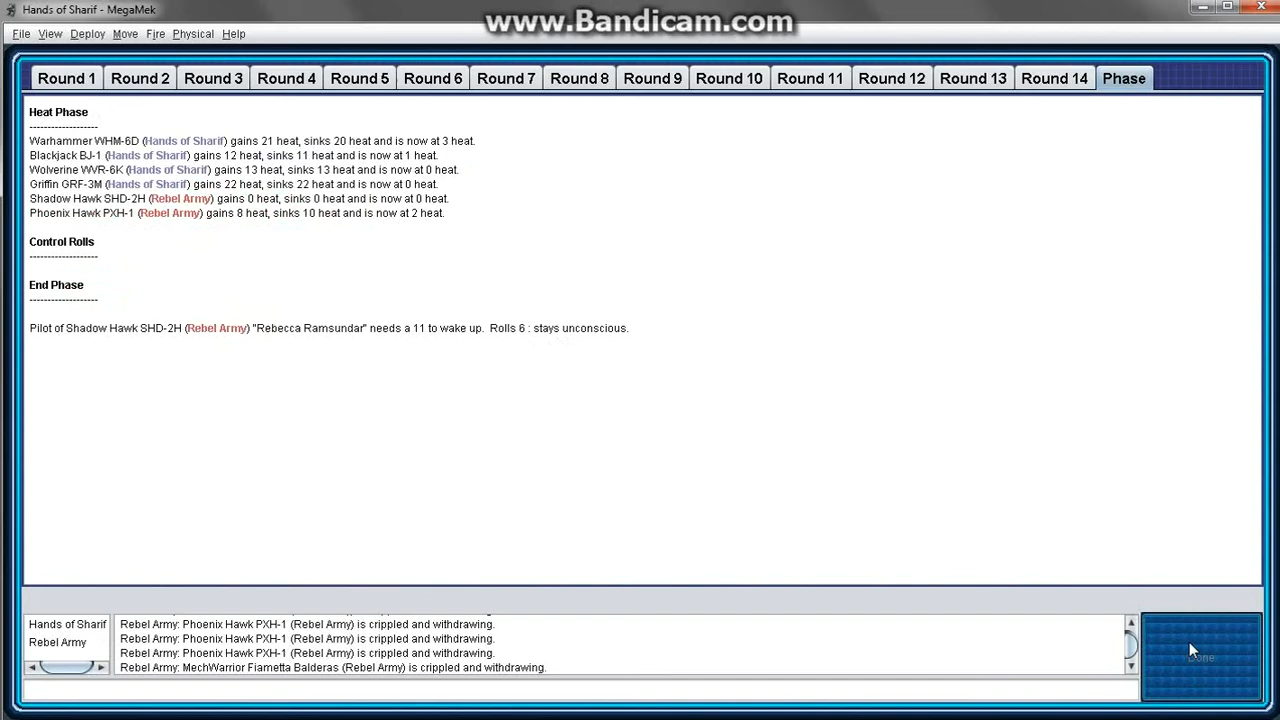 Hands of Sharif - MegaMek
www.Bandicam.com
File View Deploy Move Fire Physical Help
Round 1 Round 2 Round 3 Round 4 Round 5 Round 6 Round 7 Round 8 Round 9 Round 10 Round 11 Round 12 Round 13 Round 14 Phase
Heat Phase
-------------------
Warhammer WHM-6D (Hands of Sharif) gains 21 heat, sinks 20 heat and is now at 3 heat.
Blackjack BJ-1 (Hands of Sharif) gains 12 heat, sinks 11 heat and is now at 1 heat.
Wolverine WVR-6K (Hands of Sharif) gains 13 heat, sinks 13 heat and is now at 0 heat.
Griffin GRF-3M (Hands of Sharif) gains 22 heat, sinks 22 heat and is now at 0 heat.
Shadow Hawk SHD-2H (Rebel Army) gains 0 heat, sinks 0 heat and is now at 0 heat.
Phoenix Hawk PXH-1 (Rebel Army) gains 8 heat, sinks 10 heat and is now at 2 heat.
Control Rolls
-------------------
End Phase
-------------------
Pilot of Shadow Hawk SHD-2H (Rebel Army) "Rebecca Ramsundar" needs a 11 to wake up. Rolls 6 : stays unconscious.
Hands of Sharif
Rebel Army
Rebel Army: Phoenix Hawk PXH-1 (Rebel Army) is crippled and withdrawing.
Rebel Army: Phoenix Hawk PXH-1 (Rebel Army) is crippled and withdrawing.
Rebel Army: Phoenix Hawk PXH-1 (Rebel Army) is crippled and withdrawing.
Rebel Army: MechWarrior Fiametta Balderas (Rebel Army) is crippled and withdrawing.
Done